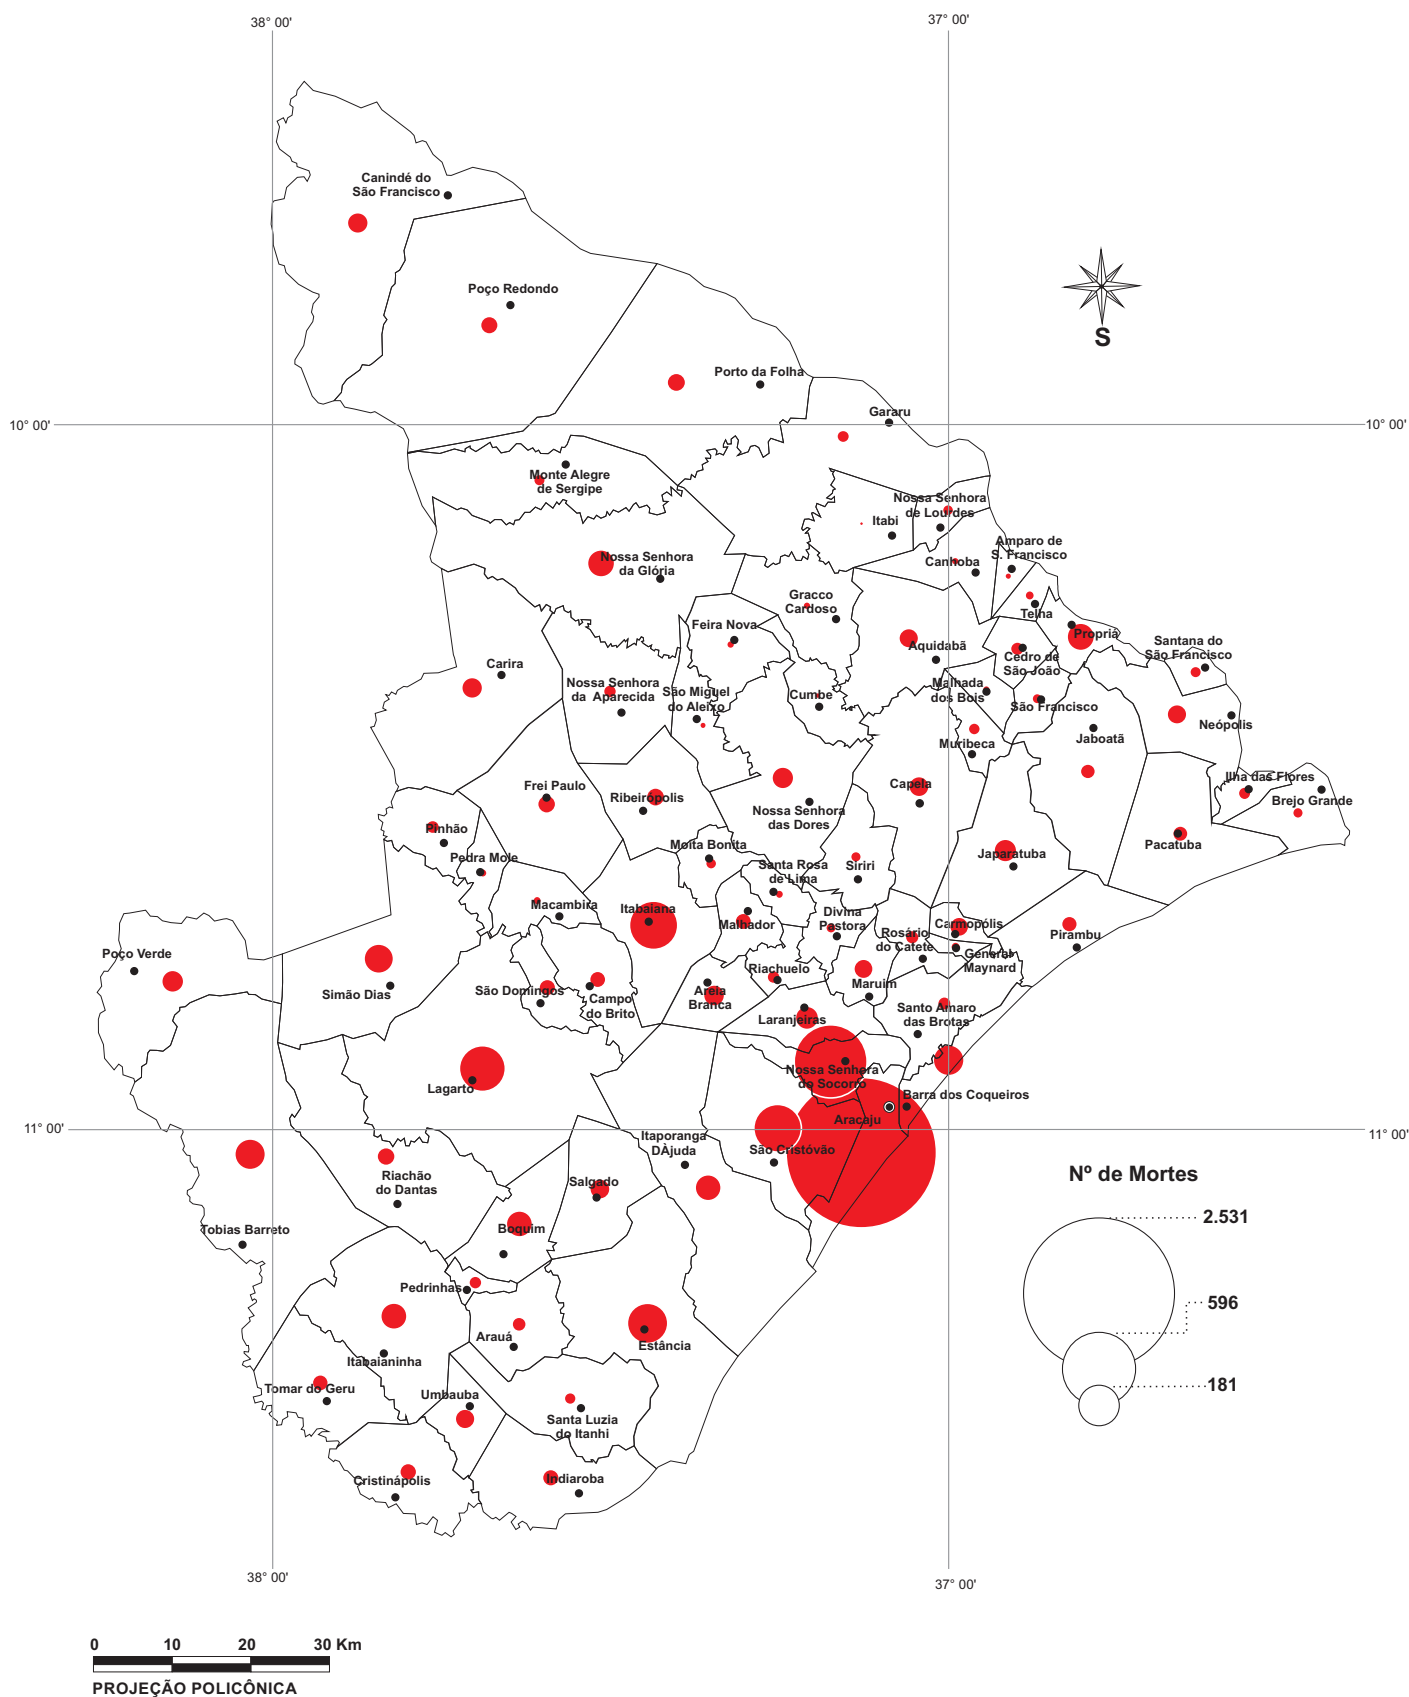 38° 00'
37° 00'
Canindé do
São Francisco
Poço Redondo
S
Porto da Folha
Gararu
10° 00'
10° 00'
Monte Alegre
de Sergipe
Nossa Senhora
de Lourdes
Itabi
Amparo de
S. Francisco
Nossa Senhora
da Glória
Canhoba
Gracco
Cardoso
Telha
Feira Nova
Propriá
Santana do
São Francisco
Aquidabã
Cedro de
São João
Carira
Nossa Senhora
da Aparecida
São Miguel
do Aleixo
Cumbe
Malhada
dos Bois
São Francisco
Neópolis
Jaboatã
Muribeca
Ilha das Flores
Brejo Grande
Frei Paulo
Ribeirópolis
Capela
Nossa Senhora
das Dores
Pinhão
Moita Bonita
Pacatuba
Pedra Mole
Santa Rosa
de Lima
Siriri
Japaratuba
Macambira
Itabaiana
Malhador
Divina
Pastora
Rosário
do Catete
Carmopólis
Pirambu
General
Maynard
Poço Verde
Simão Dias
São Domingos
Campo
do Brito
Areia
Branca
Riachuelo
Maruim
Laranjeiras
Santo Amaro
das Brotas
Lagarto
Nossa Senhora
do Socorro
Barra dos Coqueiros
Aracaju
11° 00'
11° 00'
Itaporanga
DÀjuda
São Cristóvão
Riachão
do Dantas
Salgado
Nº de Mortes
2.531
Tobias Barreto
Boquim
Pedrinhas
596
Arauá
Estância
Itabaianinha
181
Tomar do Geru
Umbauba
Santa Luzia
do Itanhi
Cristinápolis
Indiaroba
38° 00'
37° 00'
0 10 20 30 Km
PROJEÇÃO POLICÔNICA